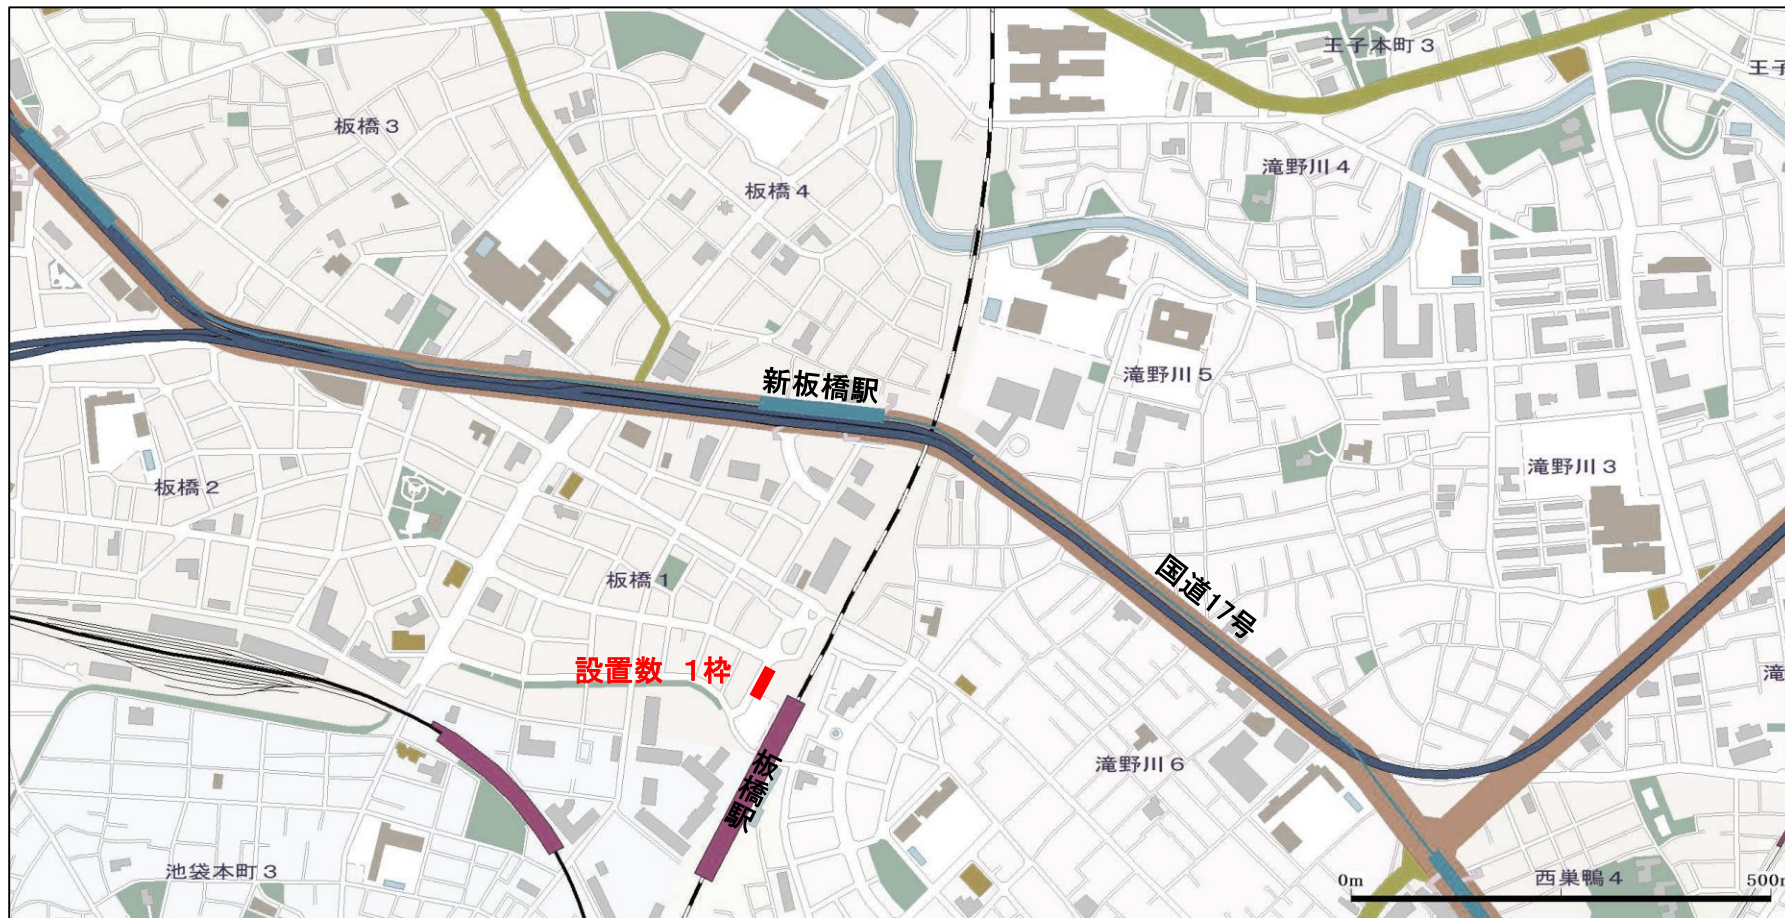 王子本町3
王子
板橋3
滝野川4
板橋4
滝野川5
新板橋駅
滝野川3
板橋2
国道17号
板橋1
設置数 1枠
滝
滝野川6
板橋駅
池袋本町3
西巣鴨4
0m
500m